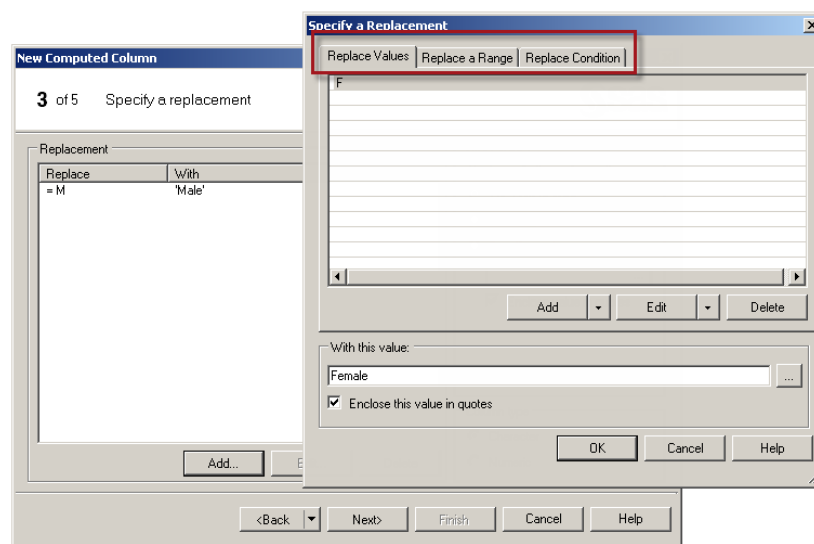 New Computed Column
3 of 5 Specify a replacement
Replacement
Replace With
= M 'Male'
Add...
E
<Back Next> Finish Cancel Help
Specify a Replacement
Replace Values Replace a Range Replace Condition
F
Add Edit Delete
With this value:
Female
...
Enclose this value in quotes
OK Cancel Help